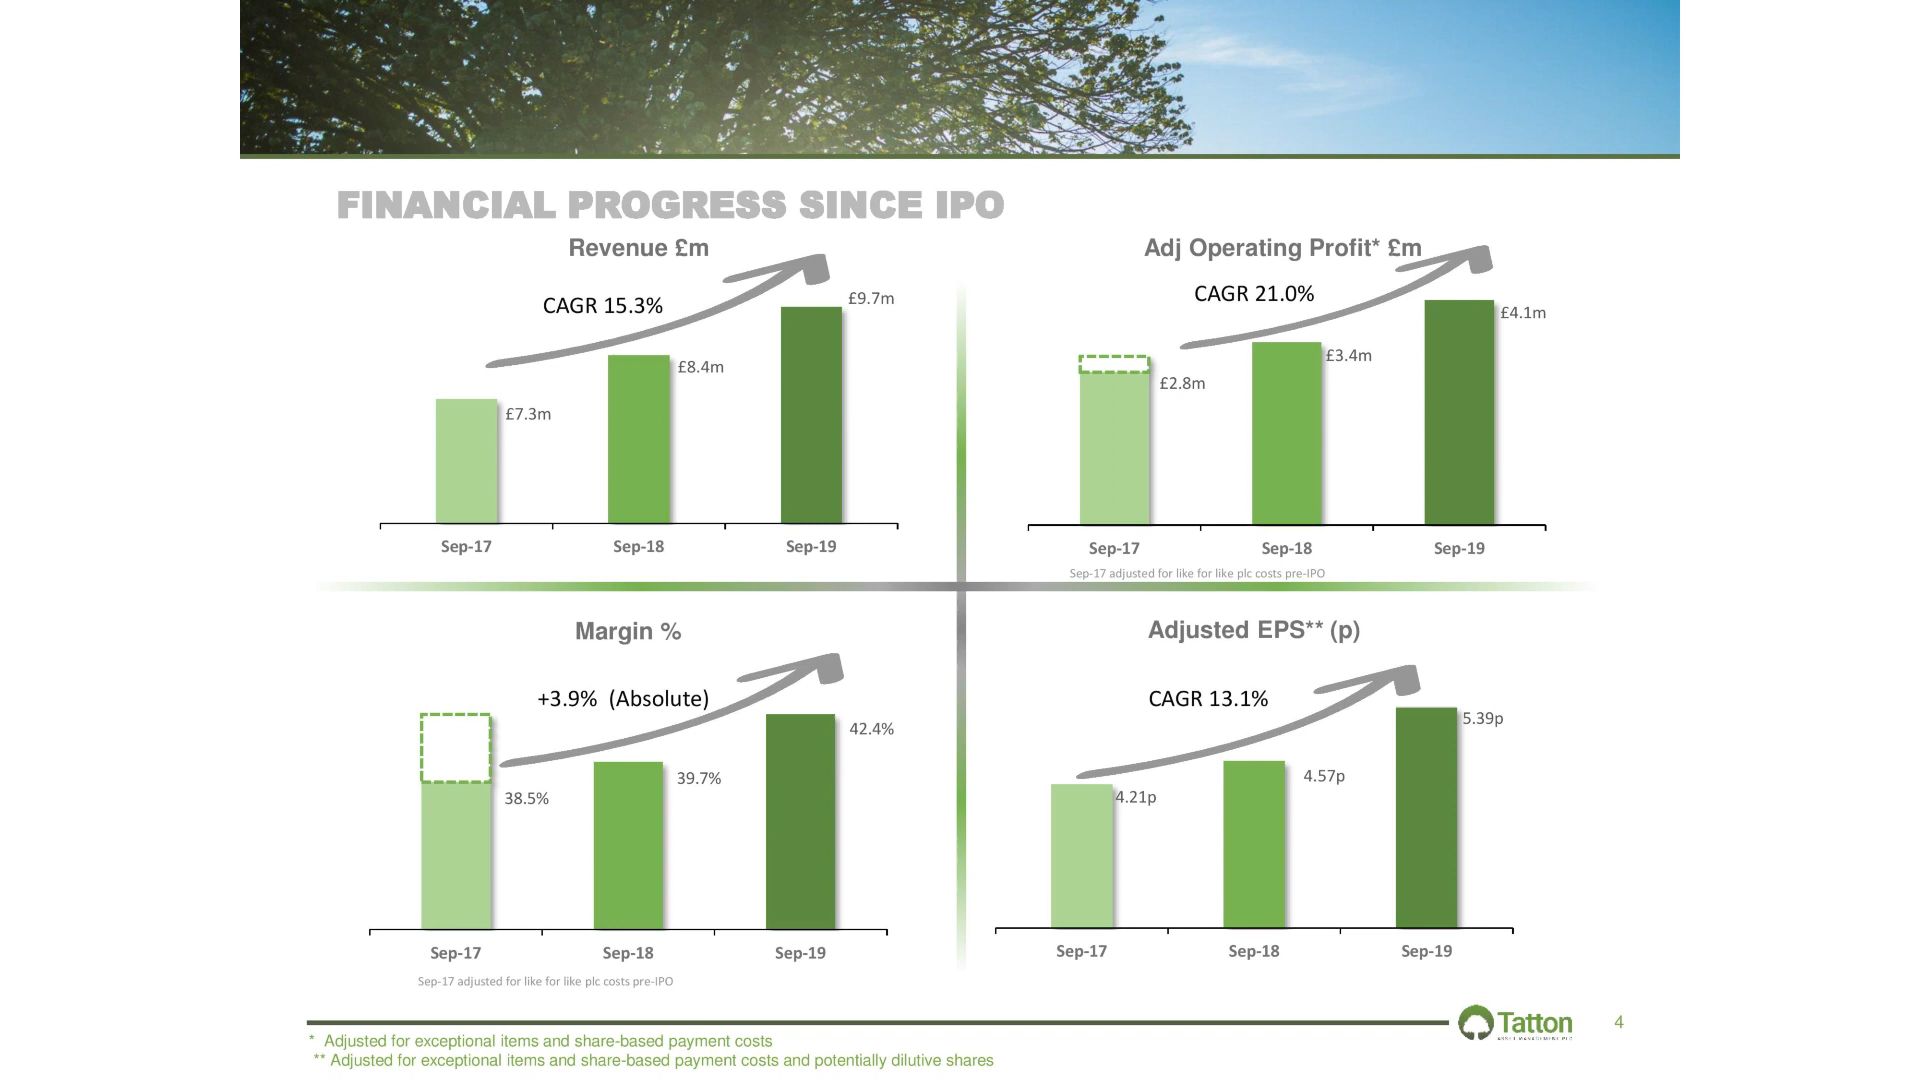 FINANCIAL PROGRESS SINCE IPO
Revenue £m
CAGR 15.3%
£7.3m
£8.4m
£9.7m
Sep-17
Sep-18
Sep-19
Adj Operating Profit* £m
CAGR 21.0%
£2.8m
£3.4m
£4.1m
Sep-17
Sep-18
Sep-19
Sep-17 adjusted for like for like plc costs pre-IPO
Margin %
+3.9% (Absolute)
38.5%
39.7%
42.4%
Sep-17
Sep-18
Sep-19
Sep-17 adjusted for like for like plc costs pre-IPO
Adjusted EPS** (p)
CAGR 13.1%
4.21p
4.57p
5.39p
Sep-17
Sep-18
Sep-19
Tatton
ASSET MANAGEMENT PLC
4
* Adjusted for exceptional items and share-based payment costs
** Adjusted for exceptional items and share-based payment costs and potentially dilutive shares